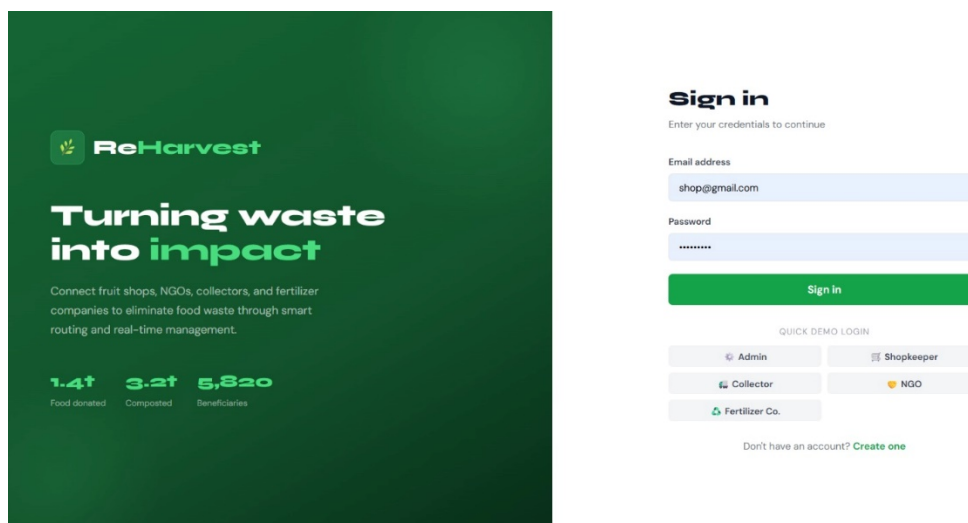 ReHarvest
Turning waste
into impact
Connect fruit shops, NGOs, collectors, and fertilizer
companies to eliminate food waste through smart
routing and real-time management.
1.4t 3.2t 5,820
Food donated Composted Beneficiaries
Sign in
Enter your credentials to continue
Email address
shop@gmail.com
Password
•••••••••
Sign in
QUICK DEMO LOGIN
Admin Shopkeeper
Collector NGO
Fertilizer Co.
Don't have an account? Create one